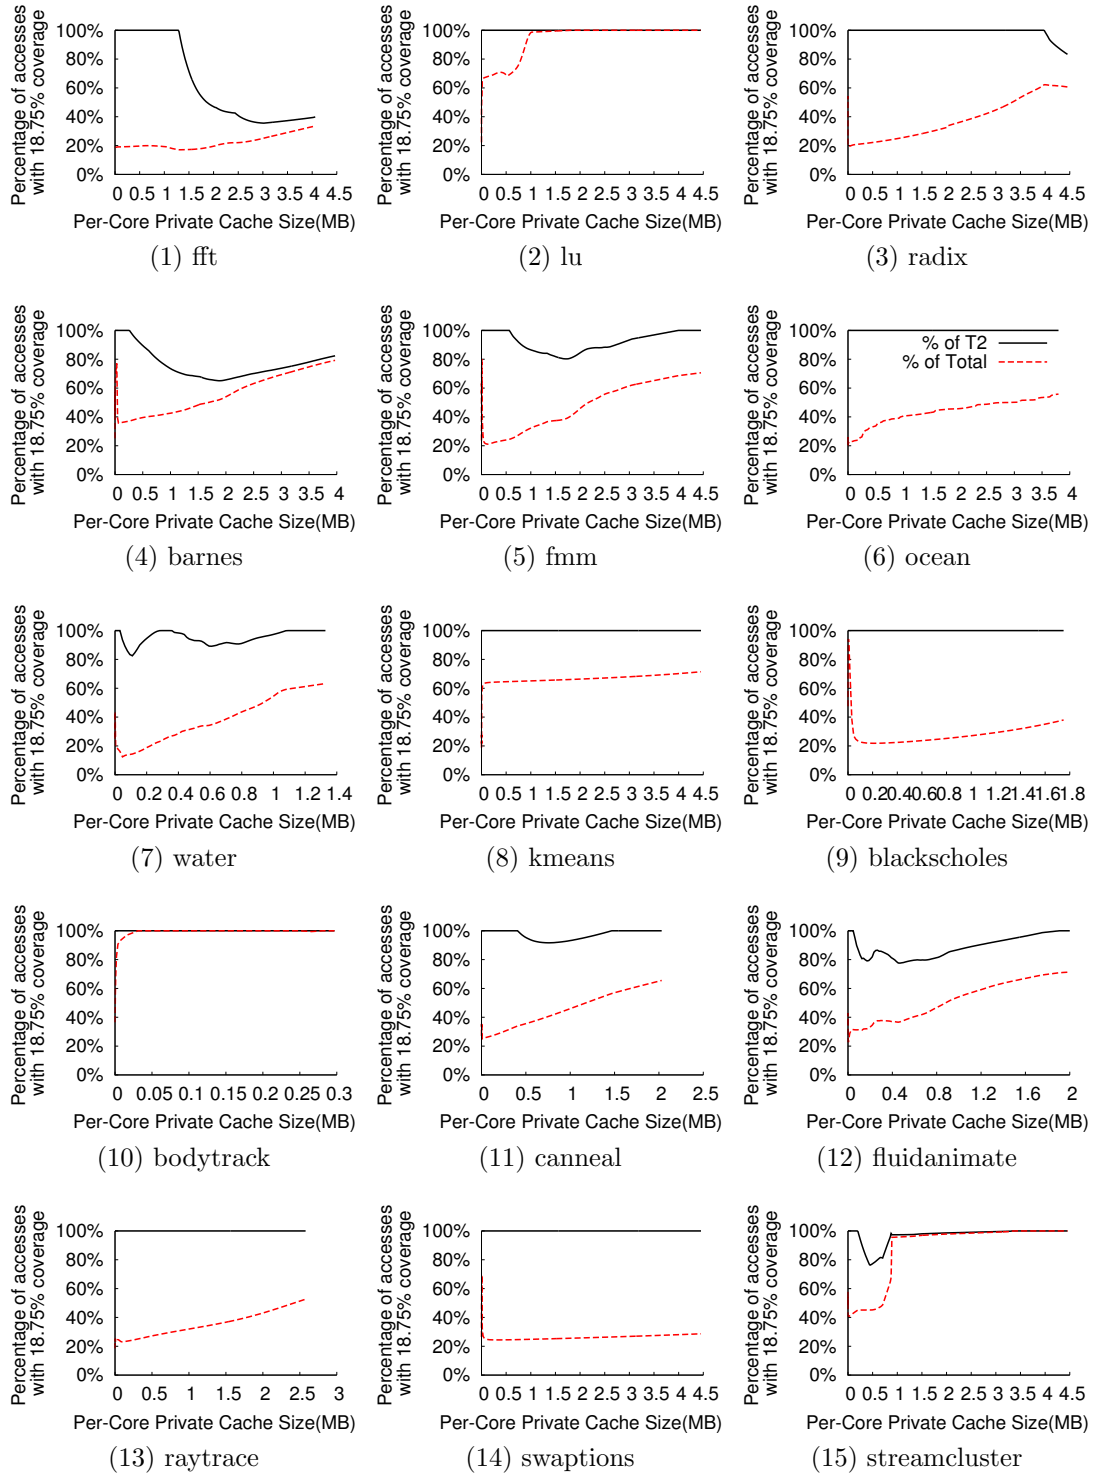 Percentage of accesses
with 18.75% coverage
100%
80%
60%
40%
20%
0%
0 0.5 1 1.5 2 2.5 3 3.5 4 4.5
Per-Core Private Cache Size(MB)
(1) fft
Percentage of accesses
with 18.75% coverage
100%
80%
60%
40%
20%
0%
0 0.5 1 1.5 2 2.5 3 3.5 4 4.5
Per-Core Private Cache Size(MB)
(2) lu
Percentage of accesses
with 18.75% coverage
100%
80%
60%
40%
20%
0%
0 0.5 1 1.5 2 2.5 3 3.5 4 4.5
Per-Core Private Cache Size(MB)
(3) radix
Percentage of accesses
with 18.75% coverage
100%
80%
60%
40%
20%
0%
0 0.5 1 1.5 2 2.5 3 3.5 4
Per-Core Private Cache Size(MB)
(4) barnes
Percentage of accesses
with 18.75% coverage
100%
80%
60%
40%
20%
0%
0 0.5 1 1.5 2 2.5 3 3.5 4 4.5
Per-Core Private Cache Size(MB)
(5) fmm
Percentage of accesses
with 18.75% coverage
100%
80%
60%
40%
20%
0%
% of T2
% of Total
0 0.5 1 1.5 2 2.5 3 3.5 4
Per-Core Private Cache Size(MB)
(6) ocean
Percentage of accesses
with 18.75% coverage
100%
80%
60%
40%
20%
0%
0 0.2 0.4 0.6 0.8 1 1.2 1.4
Per-Core Private Cache Size(MB)
(7) water
Percentage of accesses
with 18.75% coverage
100%
80%
60%
40%
20%
0%
0 0.5 1 1.5 2 2.5 3 3.5 4 4.5
Per-Core Private Cache Size(MB)
(8) kmeans
Percentage of accesses
with 18.75% coverage
100%
80%
60%
40%
20%
0%
0 0.2 0.4 0.6 0.8 1 1.2 1.4 1.6 1.8
Per-Core Private Cache Size(MB)
(9) blackscholes
Percentage of accesses
with 18.75% coverage
100%
80%
60%
40%
20%
0%
0 0.05 0.1 0.15 0.2 0.25 0.3
Per-Core Private Cache Size(MB)
(10) bodytrack
Percentage of accesses
with 18.75% coverage
100%
80%
60%
40%
20%
0%
0 0.5 1 1.5 2 2.5
Per-Core Private Cache Size(MB)
(11) canneal
Percentage of accesses
with 18.75% coverage
100%
80%
60%
40%
20%
0%
0 0.4 0.8 1.2 1.6 2
Per-Core Private Cache Size(MB)
(12) fluidanimate
Percentage of accesses
with 18.75% coverage
100%
80%
60%
40%
20%
0%
0 0.5 1 1.5 2 2.5 3
Per-Core Private Cache Size(MB)
(13) raytrace
Percentage of accesses
with 18.75% coverage
100%
80%
60%
40%
20%
0%
0 0.5 1 1.5 2 2.5 3 3.5 4 4.5
Per-Core Private Cache Size(MB)
(14) swaptions
Percentage of accesses
with 18.75% coverage
100%
80%
60%
40%
20%
0%
0 0.5 1 1.5 2 2.5 3 3.5 4 4.5
Per-Core Private Cache Size(MB)
(15) streamcluster